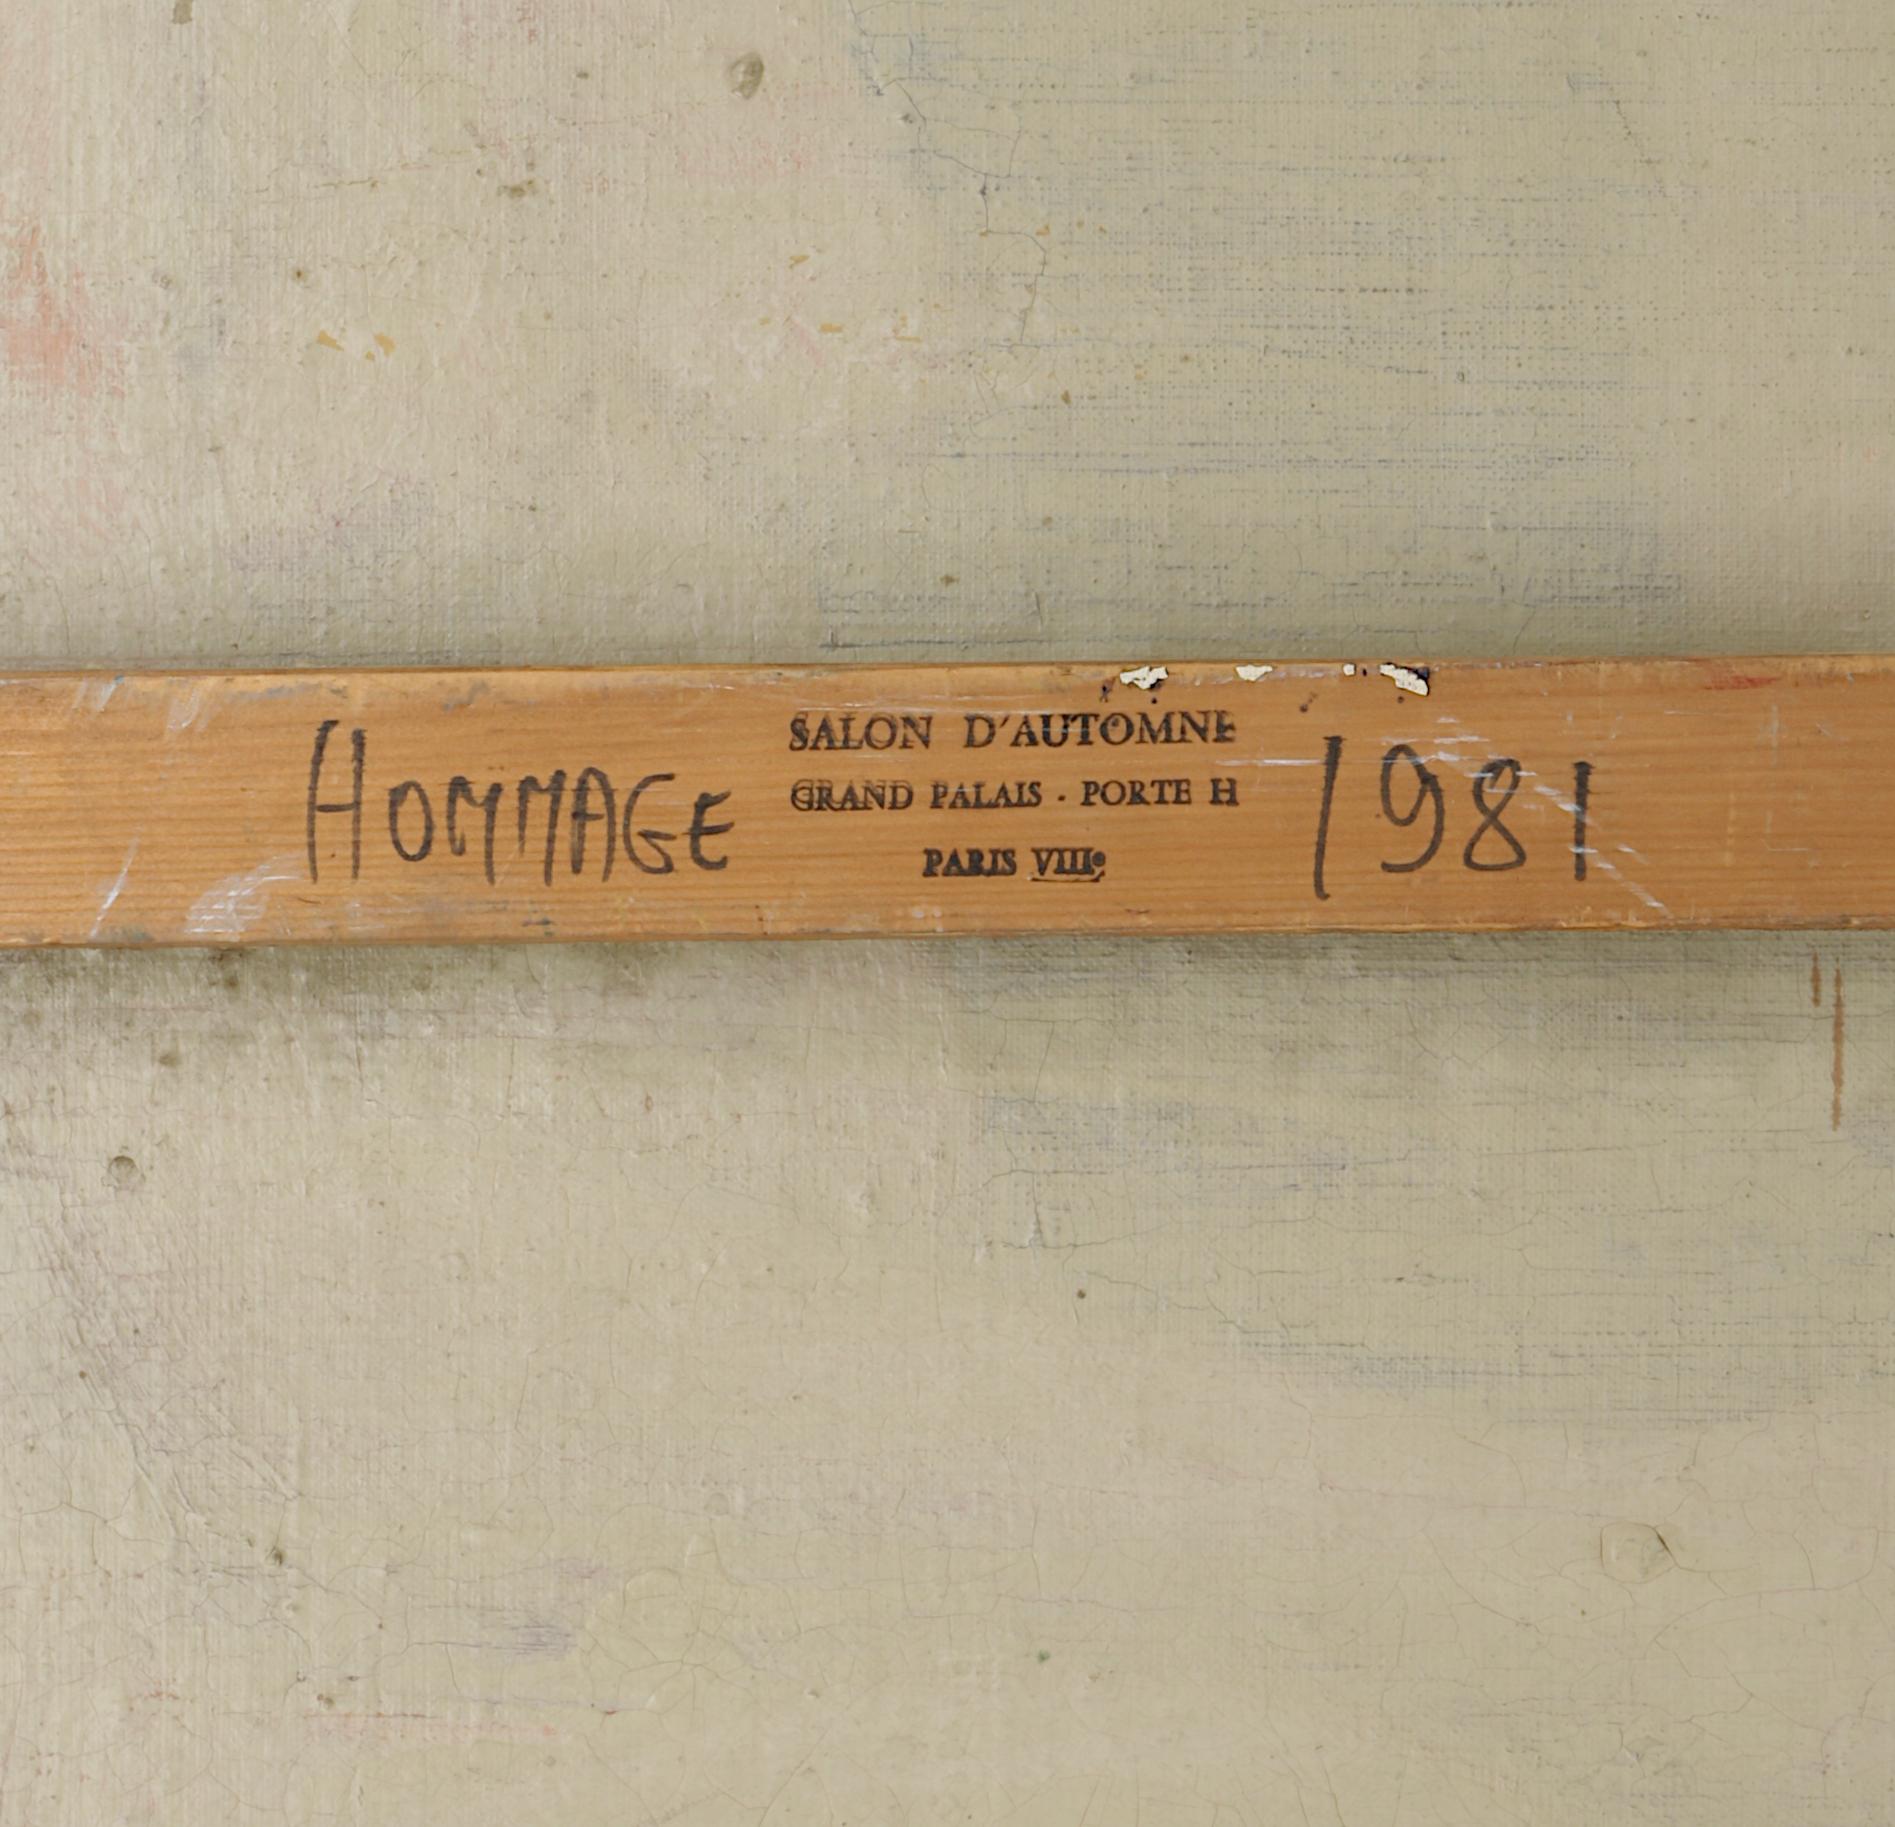 HOMMAGE
SALON D'AUTOMNE
GRAND PALAIS - PORTE H
PARIS VIIIe
1981